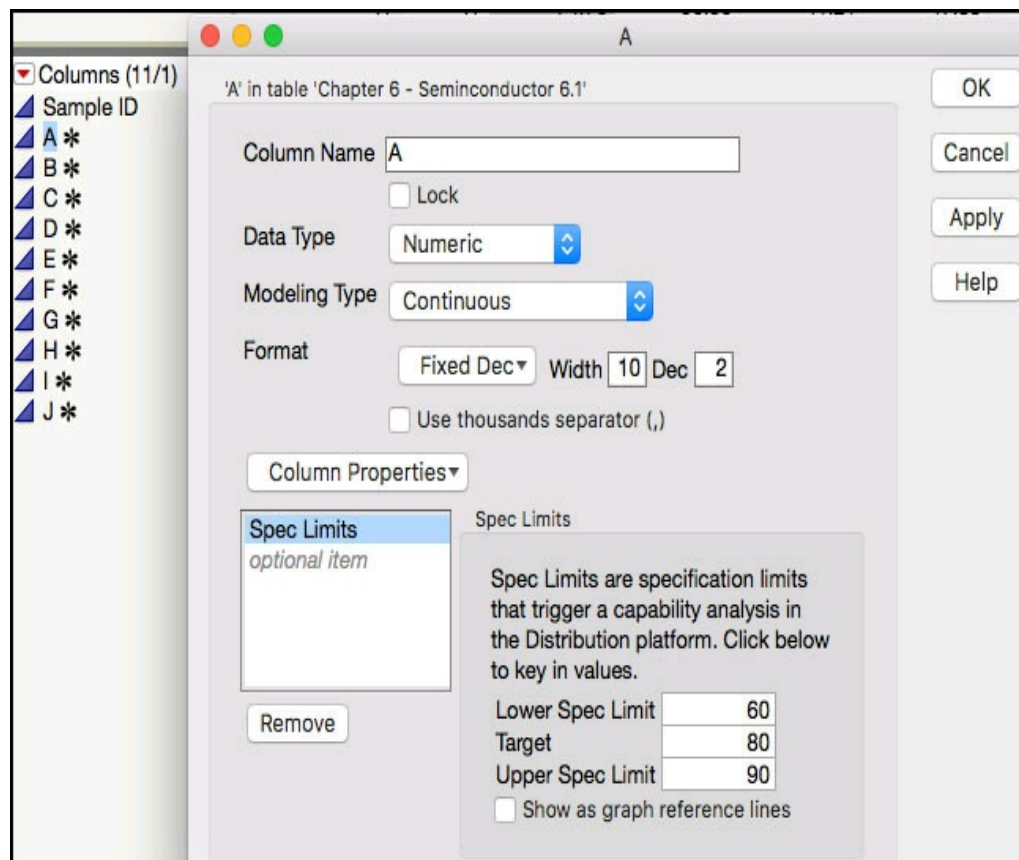 A
Columns (11/1)
Sample ID
A *
B *
C *
D *
E *
F *
G *
H *
I *
J *
'A' in table 'Chapter 6 - Seminconductor 6.1'
OK
Cancel
Apply
Help
Column Name A
Lock
Data Type Numeric
Modeling Type Continuous
Format Fixed Dec Width 10 Dec 2
Use thousands separator (,)
Column Properties
Spec Limits
optional item
Remove
Spec Limits
Spec Limits are specification limits
that trigger a capability analysis in
the Distribution platform. Click below
to key in values.
Lower Spec Limit 60
Target 80
Upper Spec Limit 90
Show as graph reference lines